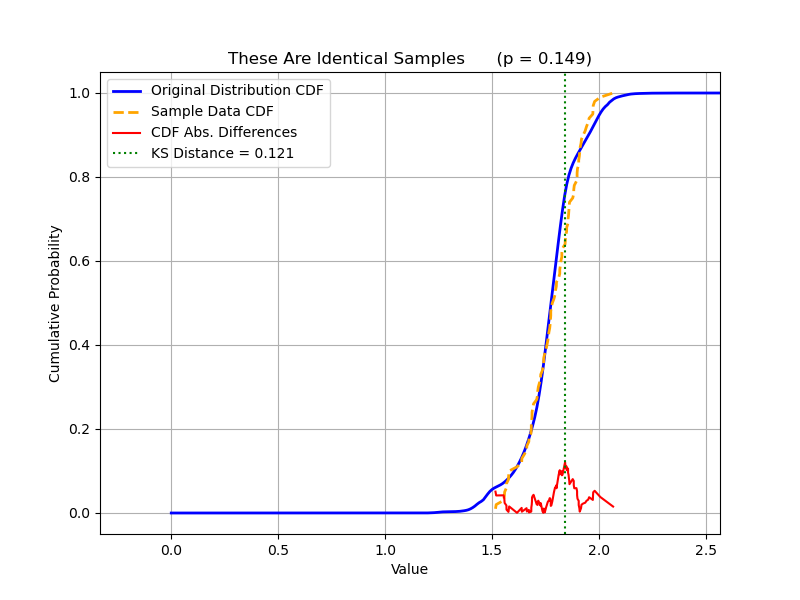 These Are Identical Samples (p = 0.149)
Original Distribution CDF
Sample Data CDF
CDF Abs. Differences
KS Distance = 0.121
1.0
0.8
0.6
0.4
0.2
0.0
Cumulative Probability
0.0 0.5 1.0 1.5 2.0 2.5
Value